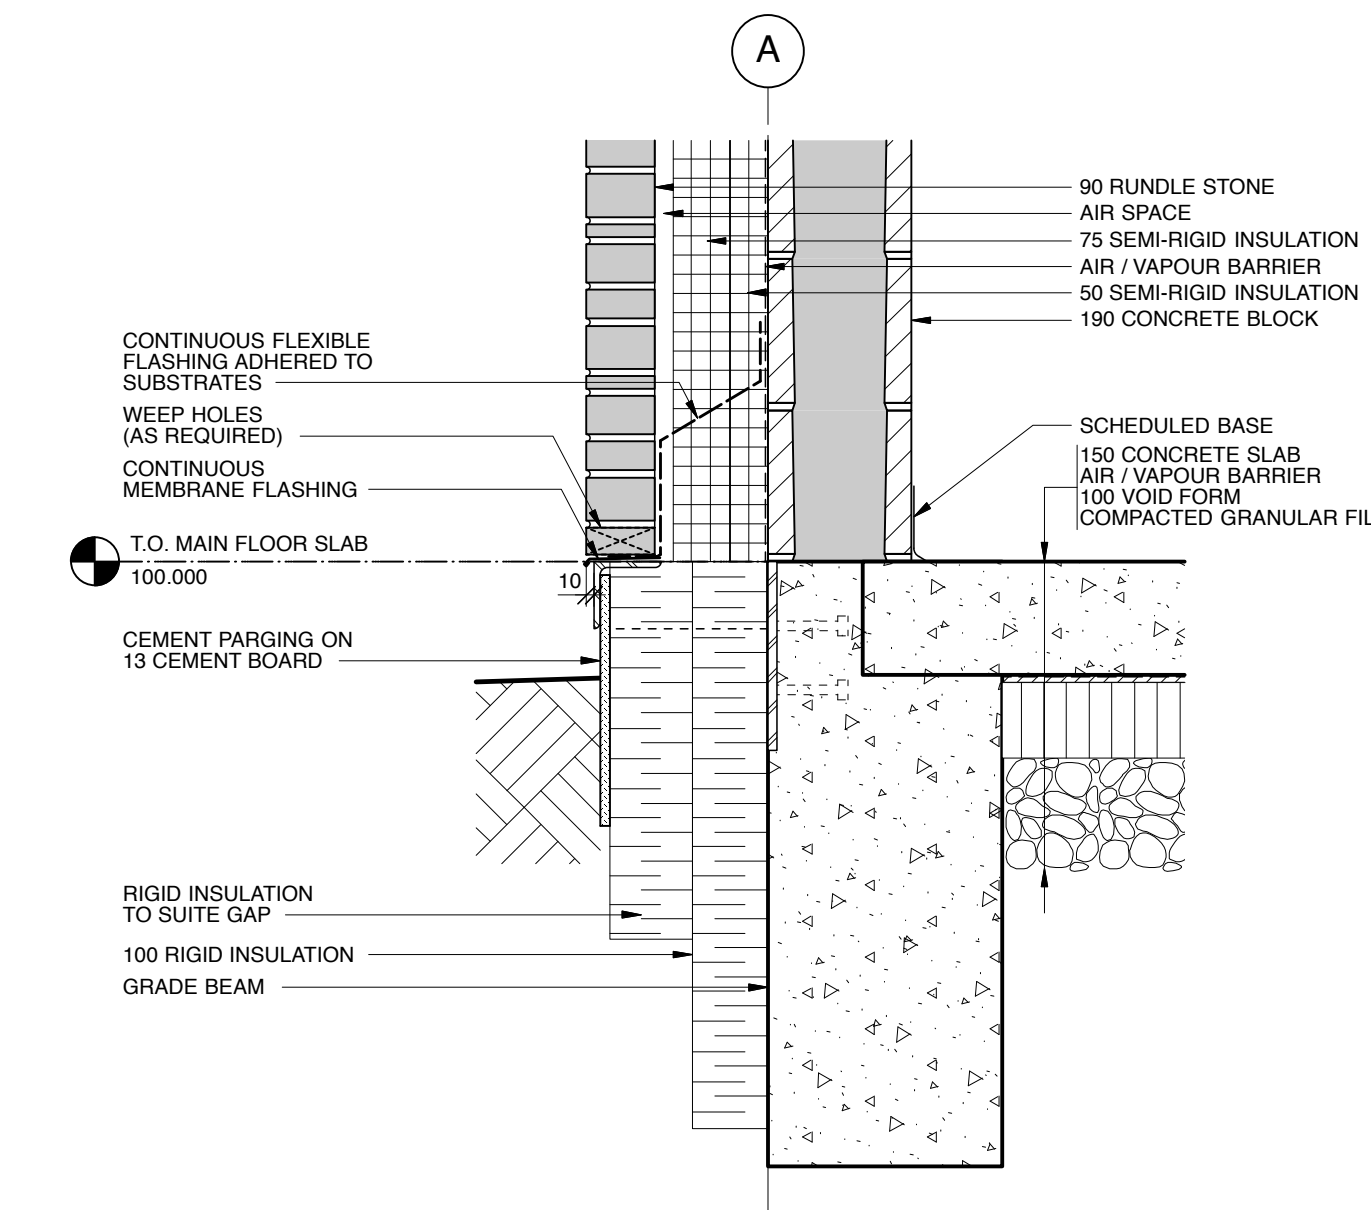 A
90 RUNDLE STONE
AIR SPACE
75 SEMI-RIGID INSULATION
AIR / VAPOUR BARRIER
50 SEMI-RIGID INSULATION
190 CONCRETE BLOCK
CONTINUOUS FLEXIBLE
FLASHING ADHERED TO
SUBSTRATES
WEEP HOLES
(AS REQUIRED)
CONTINUOUS
MEMBRANE FLASHING
SCHEDULED BASE
150 CONCRETE SLAB
AIR / VAPOUR BARRIER
100 VOID FORM
COMPACTED GRANULAR FIL
T.O. MAIN FLOOR SLAB
100.000
10
CEMENT PARGING ON
13 CEMENT BOARD
RIGID INSULATION
TO SUITE GAP
100 RIGID INSULATION
GRADE BEAM